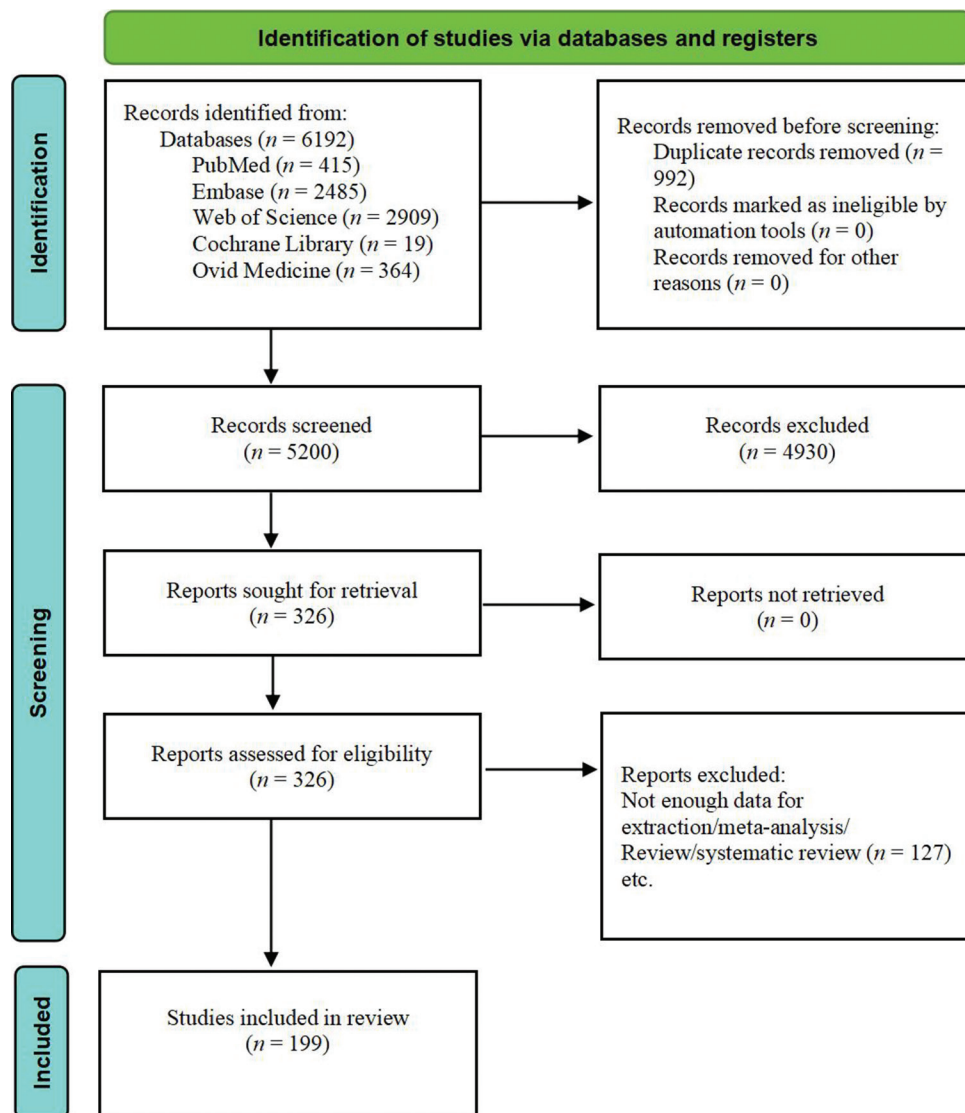 Identification of studies via databases and registers
Identification
Records identified from:
Databases (n = 6192)
PubMed (n = 415)
Embase (n = 2485)
Web of Science (n = 2909)
Cochrane Library (n = 19)
Ovid Medicine (n = 364)
Records removed before screening:
Duplicate records removed (n =
992)
Records marked as ineligible by
automation tools (n = 0)
Records removed for other
reasons (n = 0)
Screening
Records screened
(n = 5200)
Records excluded
(n = 4930)
Reports sought for retrieval
(n = 326)
Reports not retrieved
(n = 0)
Reports assessed for eligibility
(n = 326)
Reports excluded:
Not enough data for
extraction/meta-analysis/
Review/systematic review (n = 127)
etc.
Included
Studies included in review
(n = 199)